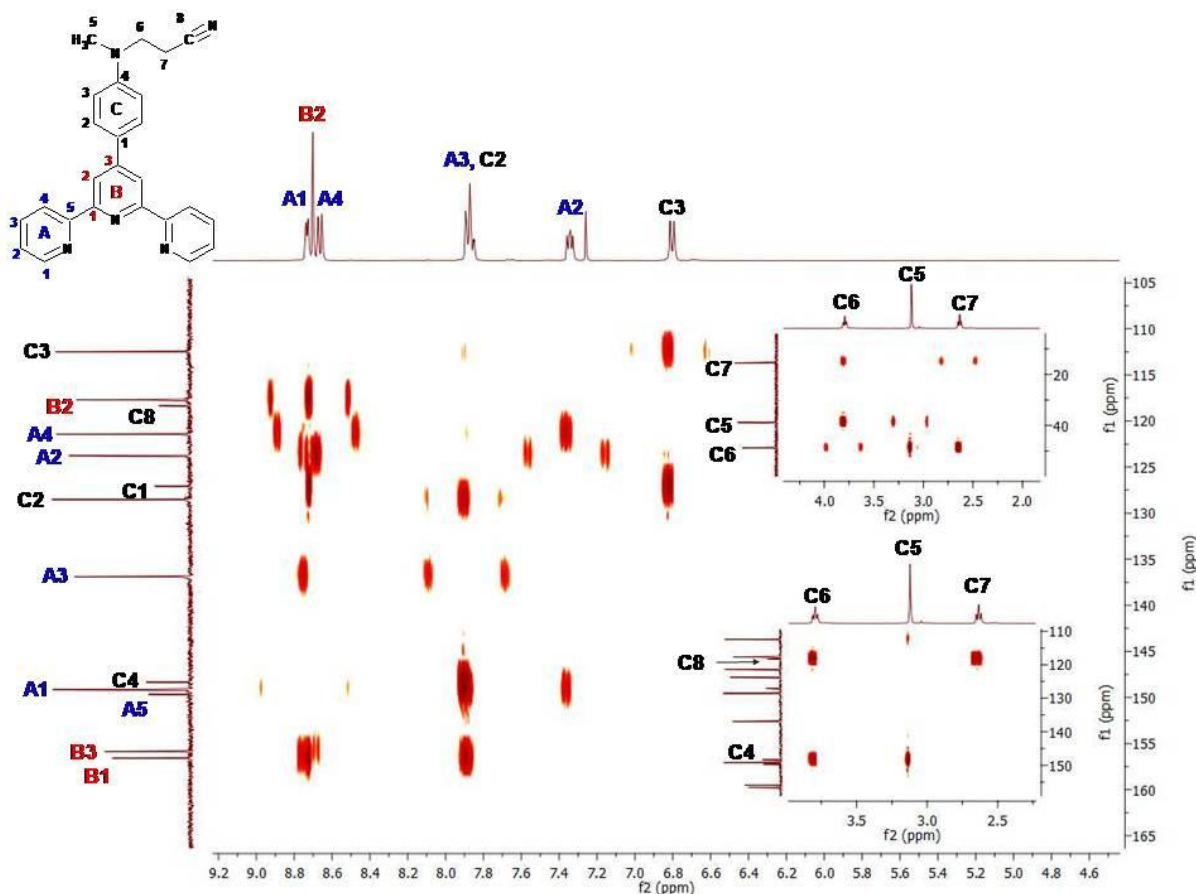 5
6
8
N
H₃C
N
C
7
4
3
C
2
1
3
2
B
4
5
1
N
3
A
2
N
N
1
B2
A3, C2
A1
A4
A2
C3
C3
B2
C8
A4
A2
C1
C2
A3
C4
A1
A5
B3
B1
105
110
115
120
125
130
135
140
145
150
155
160
165
f1 (ppm)
9.2 9.0 8.8 8.6 8.4 8.2 8.0 7.8 7.6 7.4 7.2 7.0 6.8 6.6 6.4 6.2 6.0 5.8 5.6 5.4 5.2 5.0 4.8 4.6
f2 (ppm)
C5
C6
C7
C7
C5
C6
20
40
f1 (ppm)
4.0 3.5 3.0 2.5 2.0
f2 (ppm)
C5
C6
C7
C8
C4
110
120
130
140
150
f1 (ppm)
3.5 3.0 2.5
f2 (ppm)